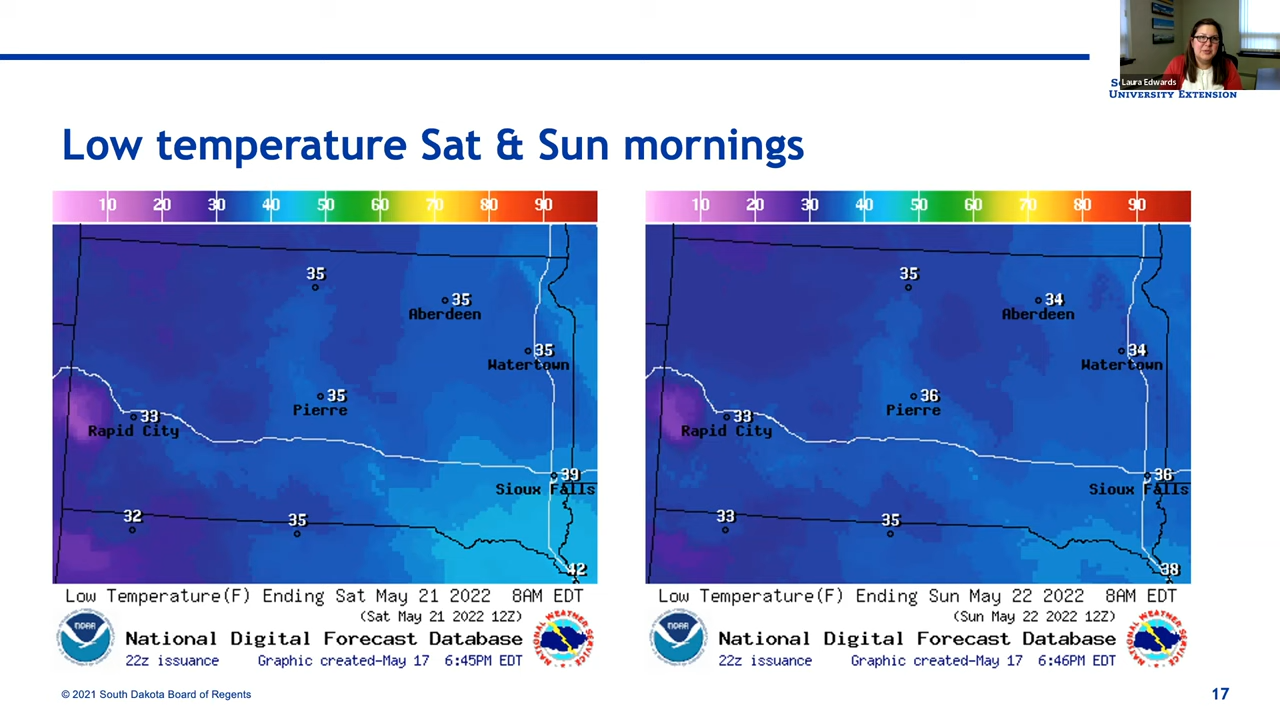 Laura Edwards
UNIVERSITY EXTENSION
Low temperature Sat & Sun mornings
10 20 30 40 50 60 70 80 90
35
35
Aberdeen
35
Watertown
35
Pierre
33
Rapid City
39
Sioux Falls
32
35
42
Low Temperature(F) Ending Sat May 21 2022 8AM EDT
(Sat May 21 2022 12Z)
NOAA
National Digital Forecast Database
22z issuance Graphic created-May 17 6:45PM EDT
10 20 30 40 50 60 70 80 90
35
34
Aberdeen
34
Watertown
36
Pierre
33
Rapid City
36
Sioux Falls
33
35
38
Low Temperature(F) Ending Sun May 22 2022 8AM EDT
(Sun May 22 2022 12Z)
NOAA
National Digital Forecast Database
22z issuance Graphic created-May 17 6:46PM EDT
© 2021 South Dakota Board of Regents
17